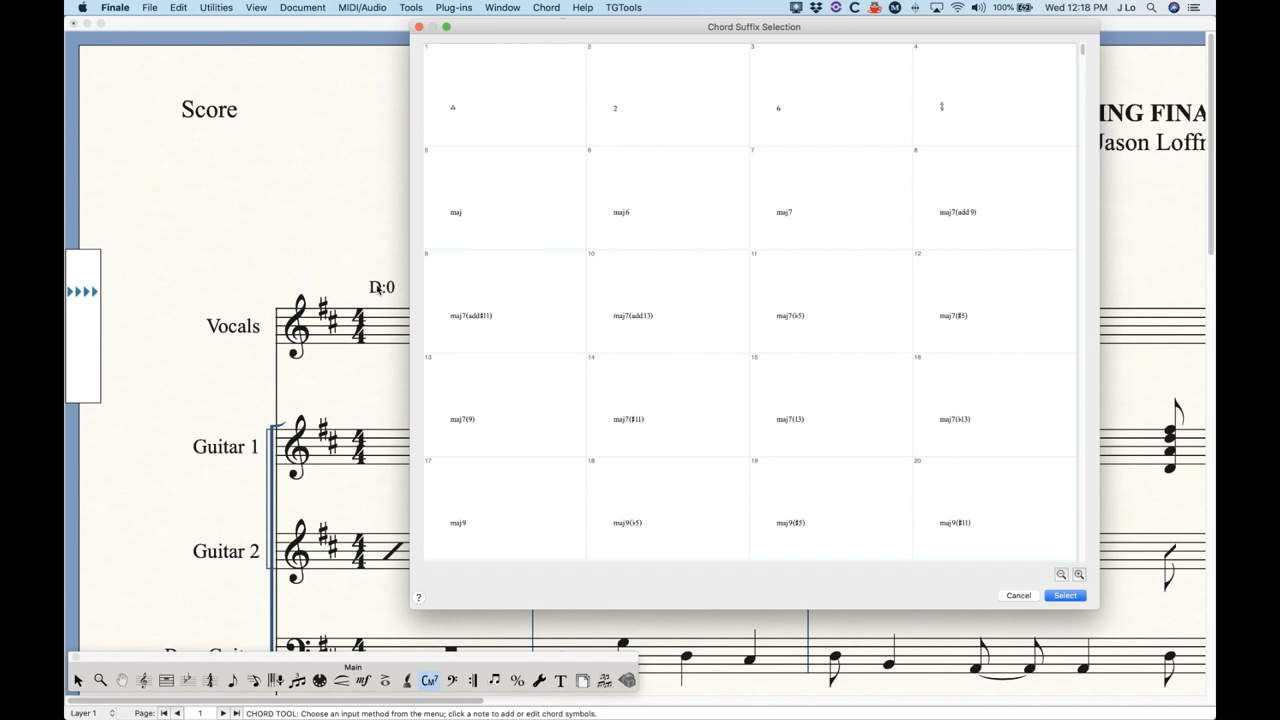 Finale File Edit Utilities View Document MIDI/Audio Tools Plug-ins Window Chord Help TGTools 100% Wed 12:18 PM J Lo
Chord Suffix Selection
1 2 3 4
△ 2 6 6
9
5 6 7 8
maj maj6 maj7 maj7(add9)
9 10 11 12
maj7(add♯11) maj7(add13) maj7(♭5) maj7(♯5)
13 14 15 16
maj7(9) maj7(♯11) maj7(13) maj7(♭13)
17 18 19 20
maj9 maj9(♭5) maj9(♯5) maj9(♯11)
? Cancel Select
Score
ING FINA
Jason Loffr
D:0
Vocals
Guitar 1
Guitar 2
Main
CM7 mf % T
Layer 1 Page: 1 CHORD TOOL: Choose an input method from the menu; click a note to add or edit chord symbols.